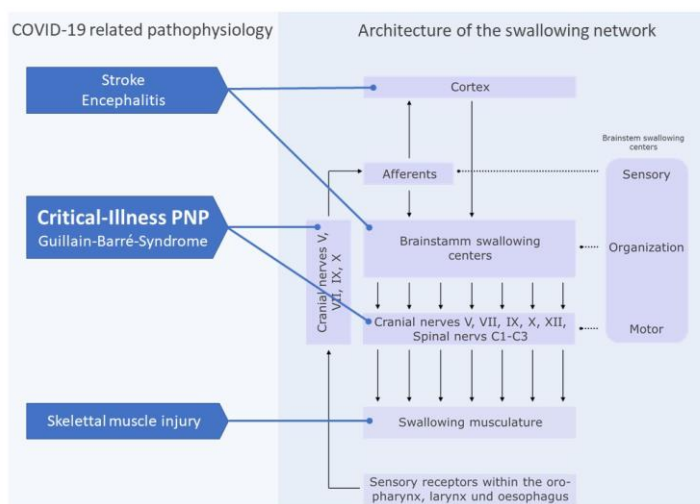 COVID-19 related pathophysiology
Architecture of the swallowing network
Stroke
Encephalitis
Cortex
Brainstem swallowing
centers
Afferents
Sensory
Critical-Illness PNP
Guillain-Barré-Syndrome
Cranial nerves V,
VII, IX, X
Brainstamm swallowing
centers
Organization
Cranial nerves V, VII, IX, X, XII,
Spinal nervs C1-C3
Motor
Skelettal muscle injury
Swallowing musculature
Sensory receptors within the oro-
pharynx, larynx und oesophagus